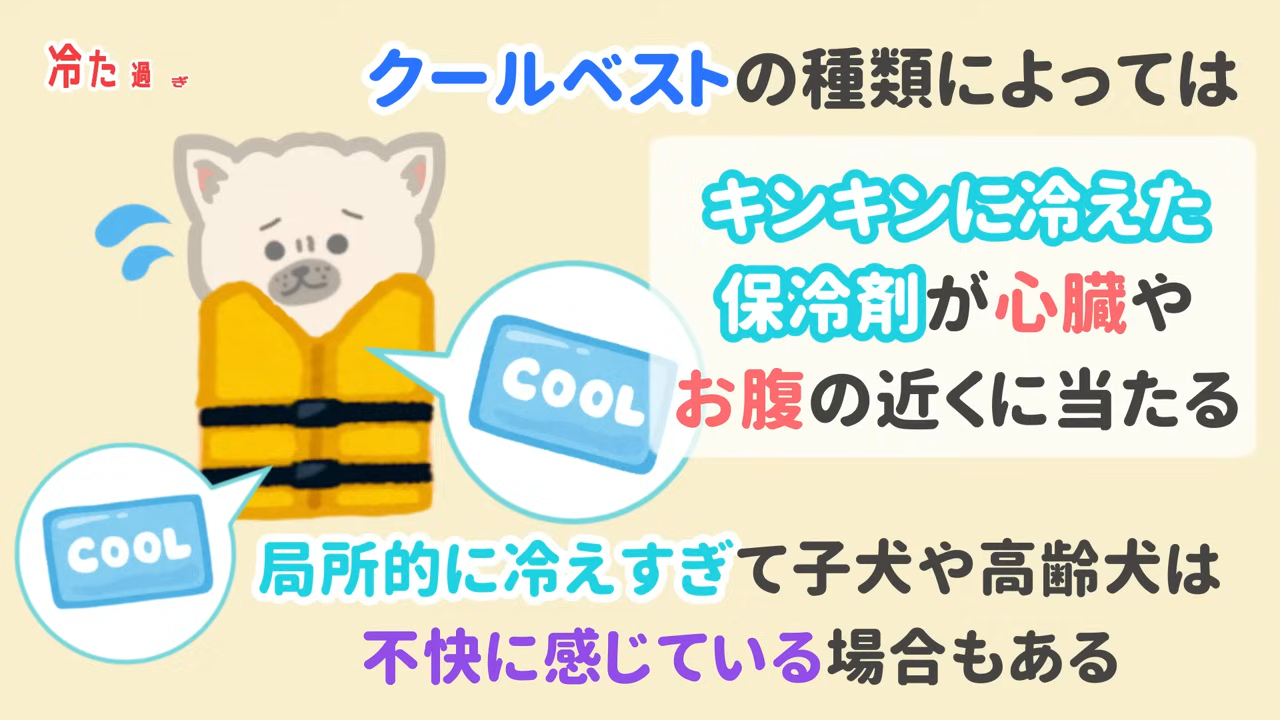 冷た過ぎ
クールベストの種類によっては
キンキンに冷えた
保冷剤が心臓や
お腹の近くに当たる
COOL
COOL
局所的に冷えすぎて子犬や高齢犬は
不快に感じている場合もある